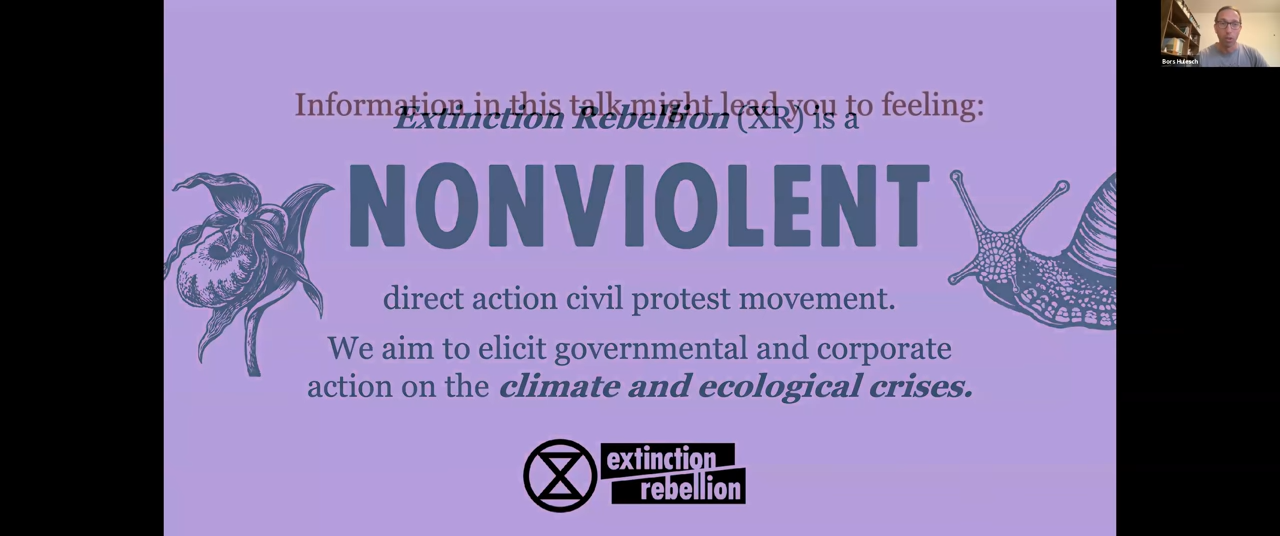 Information in this talk might lead you to feeling:
Extinction Rebellion (XR) is a
NONVIOLENT
direct action civil protest movement.
We aim to elicit governmental and corporate
action on the climate and ecological crises.
extinction
rebellion